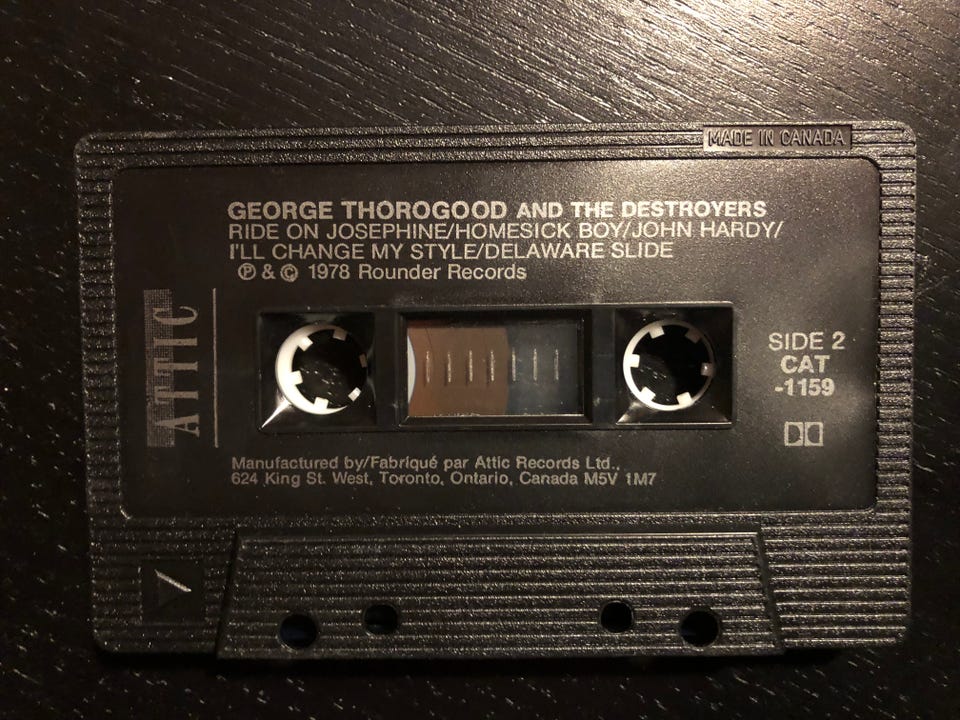 MADE IN CANADA
GEORGE THOROGOOD AND THE DESTROYERS
RIDE ON JOSEPHINE/HOMESICK BOY/JOHN HARDY/
I'LL CHANGE MY STYLE/DELAWARE SLIDE
℗ & © 1978 Rounder Records
ATTIC
SIDE 2
CAT
-1159
Manufactured by/Fabriqué par Attic Records Ltd.,
624 King St. West, Toronto, Ontario, Canada M5V 1M7